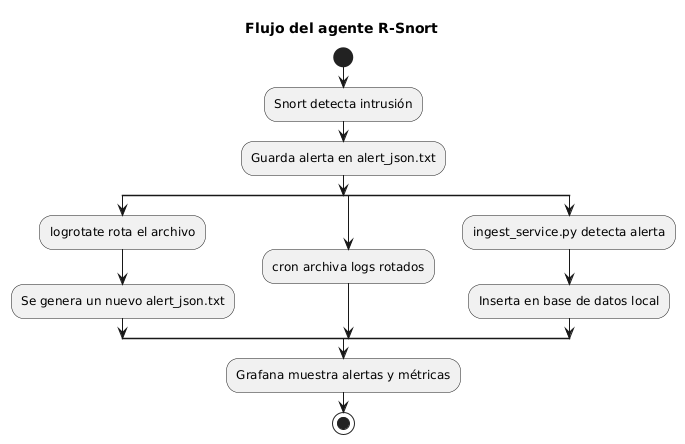 Flujo del agente R-Snort
Snort detecta intrusión
Guarda alerta en alert_json.txt
logrotate rota el archivo
Se genera un nuevo alert_json.txt
cron archiva logs rotados
ingest_service.py detecta alerta
Inserta en base de datos local
Grafana muestra alertas y métricas